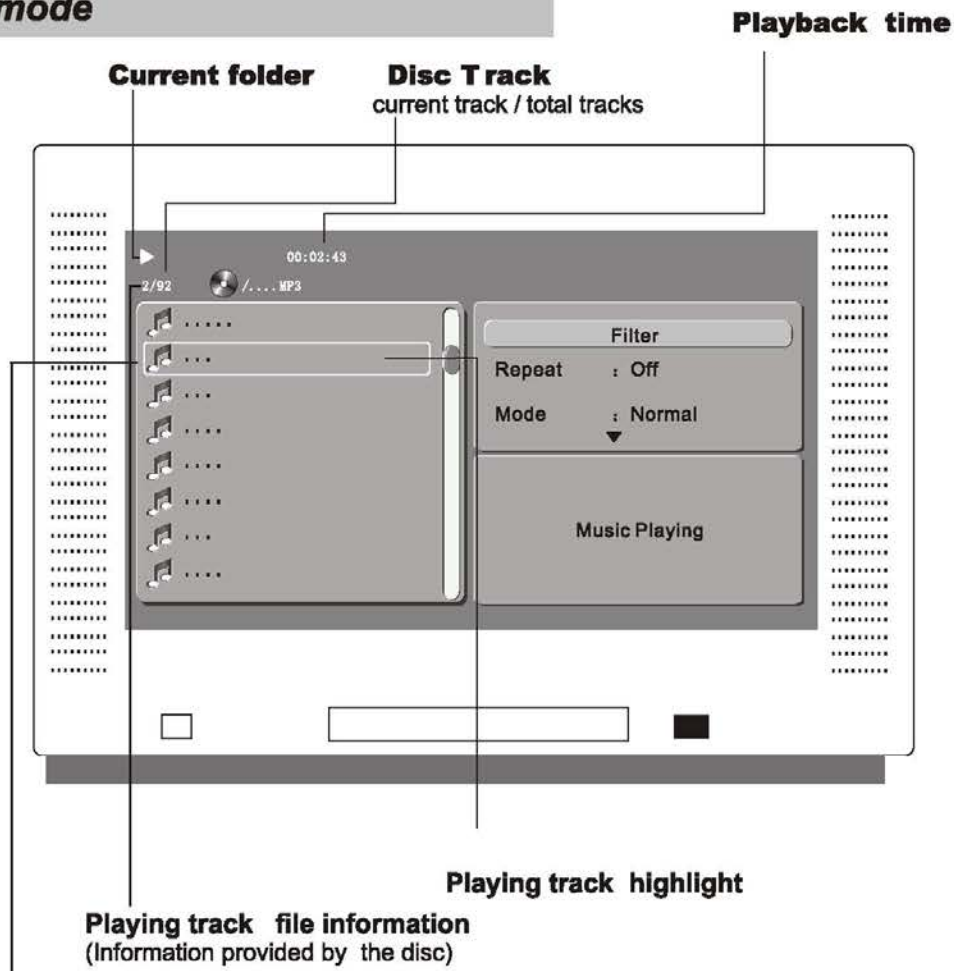 mode
Playback time
Current folder
Disc Track
current track / total tracks
00:02:43
2/92
/....MP3
.....
...
...
....
....
....
...
....
Filter
Repeat : Off
Mode : Normal
Music Playing
Playing track highlight
Playing track file information
(Information provided by the disc)